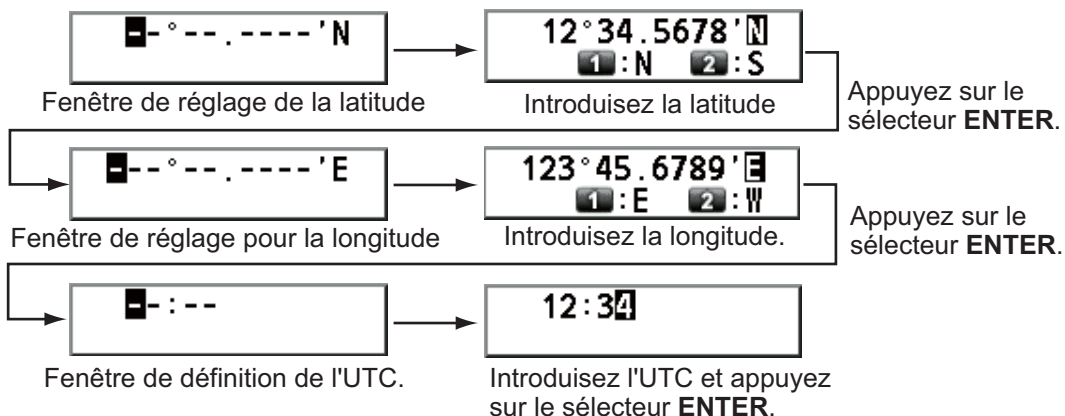 --°--.----'N
12°34.5678'N
1 :N 2 :S
Fenêtre de réglage de la latitude
Introduisez la latitude
Appuyez sur le
sélecteur ENTER.
---°--.----'E
123°45.6789'E
1 :E 2 :W
Fenêtre de réglage pour la longitude
Introduisez la longitude.
Appuyez sur le
sélecteur ENTER.
--:--
12:34
Fenêtre de définition de l'UTC.
Introduisez l'UTC et appuyez
sur le sélecteur ENTER.